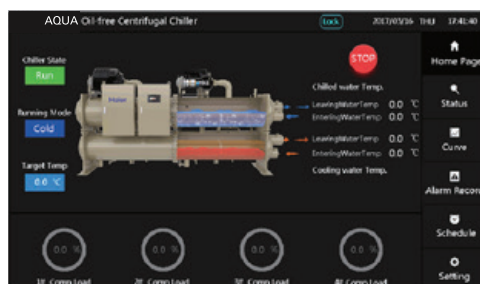 AQUA Oil-free Centrifugal Chiller
Lock
2017/03/16 THU 17:41:40
Chiller State
Run
Running Mode
Cold
Target Temp
0.0 ℃
Haier
STOP
Chilled water Temp.
LeavingWaterTemp 0.0 ℃
EnteringWaterTemp 0.0 ℃
LeavingWaterTemp 0.0 ℃
EnteringWaterTemp 0.0 ℃
Cooling water Temp.
Home Page
Status
Curve
Alarm Recor
Schedule
Setting
0.0 %
0.0 %
0.0 %
0.0 %
1# Comp Load
2# Comp Load
3# Comp Load
4# Comp Load